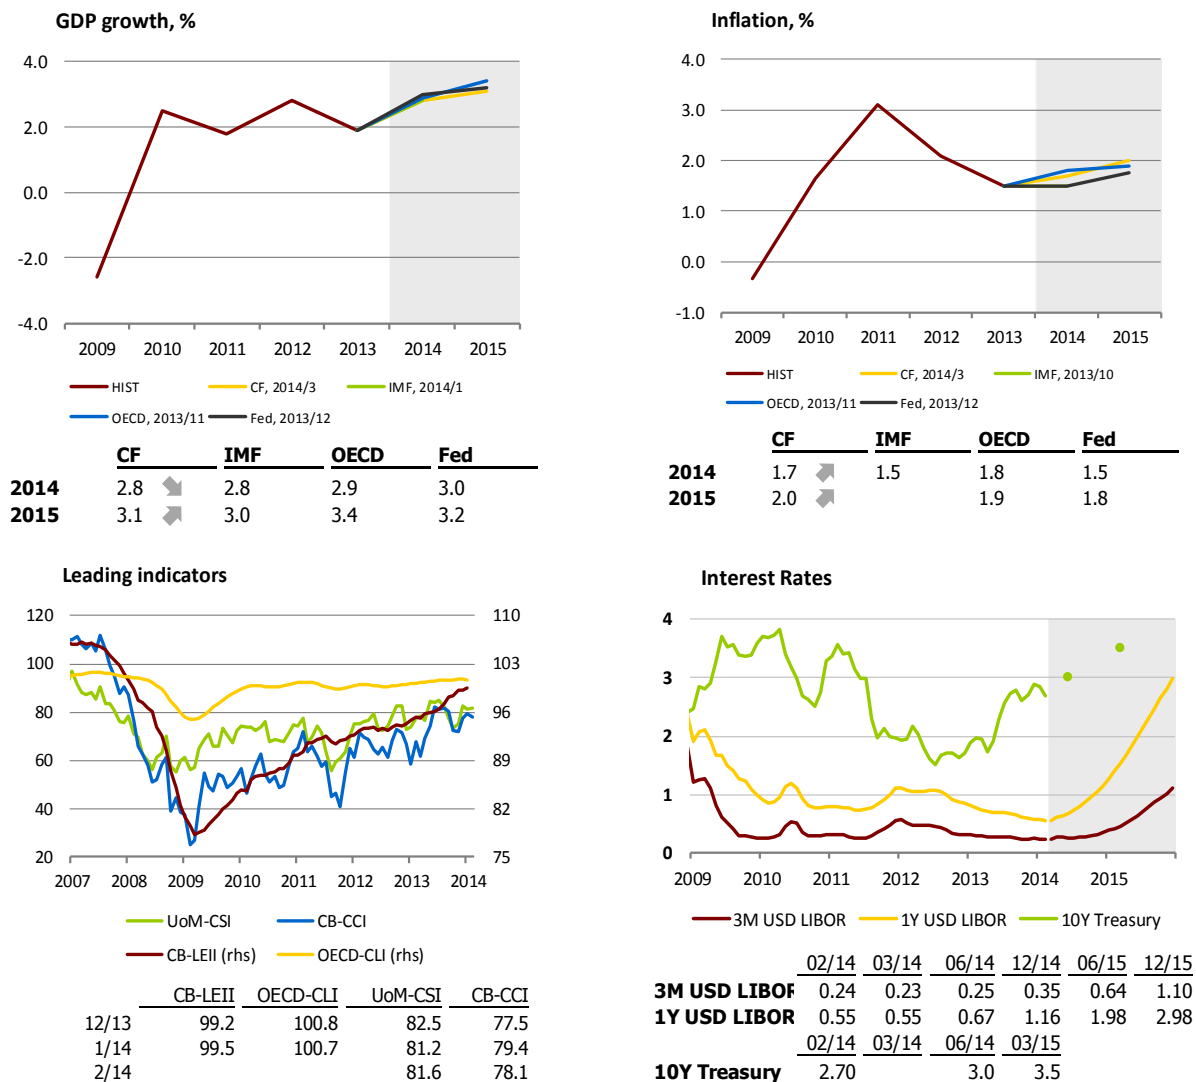 GDP growth, %
4.0
2.0
0.0
-2.0
-4.0
2009 2010 2011 2012 2013 2014 2015
HIST CF, 2014/3 IMF, 2014/1
OECD, 2013/11 Fed, 2013/12
CF IMF OECD Fed
2014 2.8 2.8 2.9 3.0
2015 3.1 3.0 3.4 3.2
Inflation, %
4.0
3.0
2.0
1.0
0.0
-1.0
2009 2010 2011 2012 2013 2014 2015
HIST CF, 2014/3 IMF, 2013/10
OECD, 2013/11 Fed, 2013/12
CF IMF OECD Fed
2014 1.7 1.5 1.8 1.5
2015 2.0 1.9 1.8
Leading indicators
120 110
100 103
80 96
60 89
40 82
20 75
2007 2008 2009 2010 2011 2012 2013 2014
UoM-CSI CB-CCI
CB-LEII (rhs) OECD-CLI (rhs)
CB-LEII OECD-CLI UoM-CSI CB-CCI
12/13 99.2 100.8 82.5 77.5
1/14 99.5 100.7 81.2 79.4
2/14 81.6 78.1
Interest Rates
4
3
2
1
0
2009 2010 2011 2012 2013 2014 2015
3M USD LIBOR 1Y USD LIBOR 10Y Treasury
02/14 03/14 06/14 12/14 06/15 12/15
3M USD LIBOR 0.24 0.23 0.25 0.35 0.64 1.10
1Y USD LIBOR 0.55 0.55 0.67 1.16 1.98 2.98
02/14 03/14 06/14 03/15
10Y Treasury 2.70 3.0 3.5